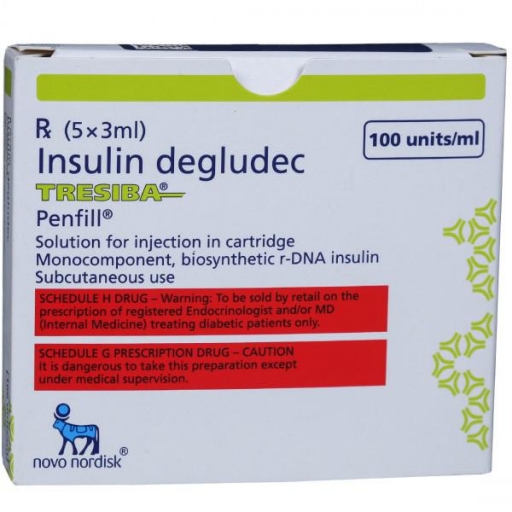 ℞ (5×3ml)
100 units/ml
Insulin degludec
TRESIBA®
Penfill®
Solution for injection in cartridge
Monocomponent, biosynthetic r-DNA insulin
Subcutaneous use
SCHEDULE H DRUG – Warning: To be sold by retail on the
prescription of registered Endocrinologist and/or MD
(Internal Medicine) treating diabetic patients only.
SCHEDULE G PRESCRIPTION DRUG – CAUTION
It is dangerous to take this preparation except
under medical supervision.
novo nordisk®